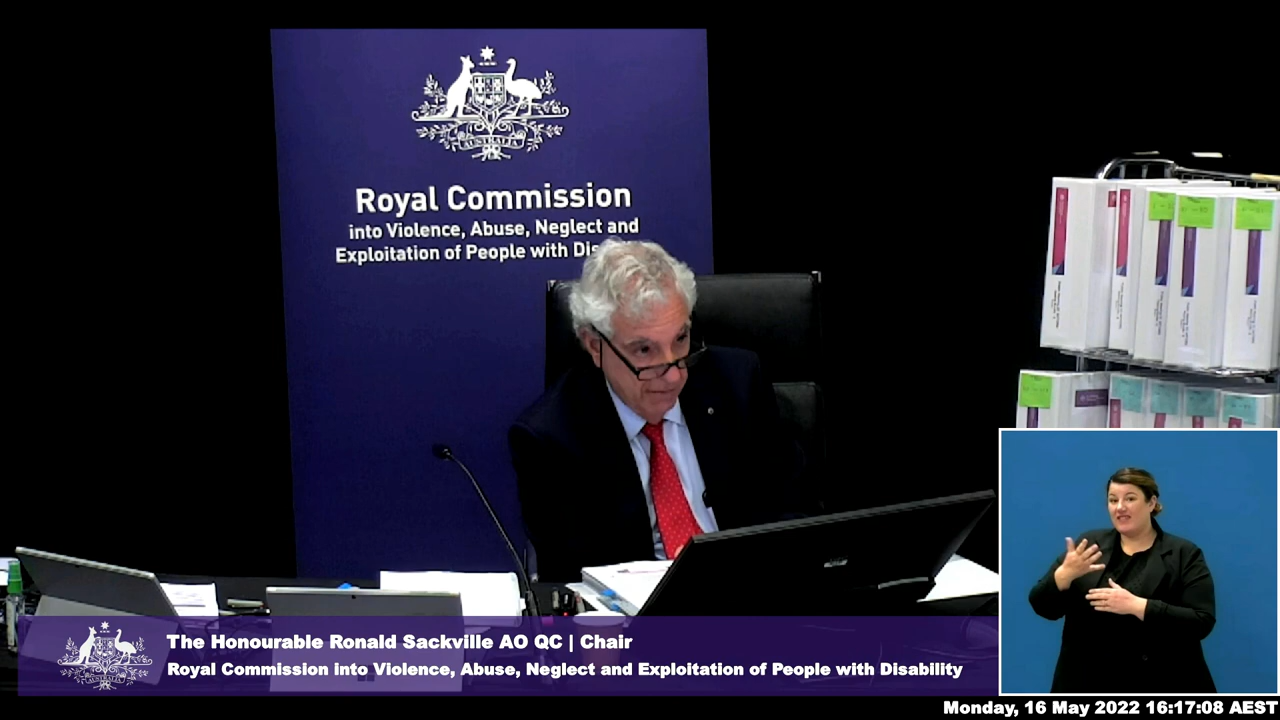 AUSTRALIA
Royal Commission
into Violence, Abuse, Neglect and
Exploitation of People with Dis
The Honourable Ronald Sackville AO QC | Chair
Royal Commission into Violence, Abuse, Neglect and Exploitation of People with Disability
Monday, 16 May 2022 16:17:08 AEST